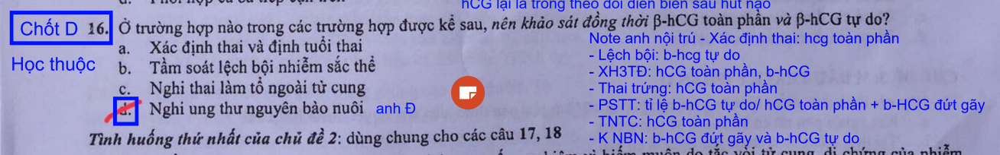 hCG lại là trong theo dõi diễn biến sau hút nạo
Chốt D 16. Ở trường hợp nào trong các trường hợp được kể sau, nên khảo sát đồng thời β-hCG toàn phần và β-hCG tự do?
Học thuộc
a. Xác định thai và định tuổi thai
b. Tầm soát lệch bội nhiễm sắc thể
c. Nghi thai làm tổ ngoài tử cung
d. Nghi ung thư nguyên bào nuôi anh Đ
Note anh nội trú - Xác định thai: hcg toàn phần
- Lệch bội: b-hcg tự do
- XH3TĐ: hCG toàn phần, b-hCG
- Thai trứng: hCG toàn phần
- PSTT: tỉ lệ b-hCG tự do/ hCG toàn phần + b-HCG đứt gãy
- TNTC: hCG toàn phần
- K NBN: b-hCG đứt gãy và b-hCG tự do
Tình huống thứ nhất của chủ đề 2: dùng chung cho các câu 17, 18